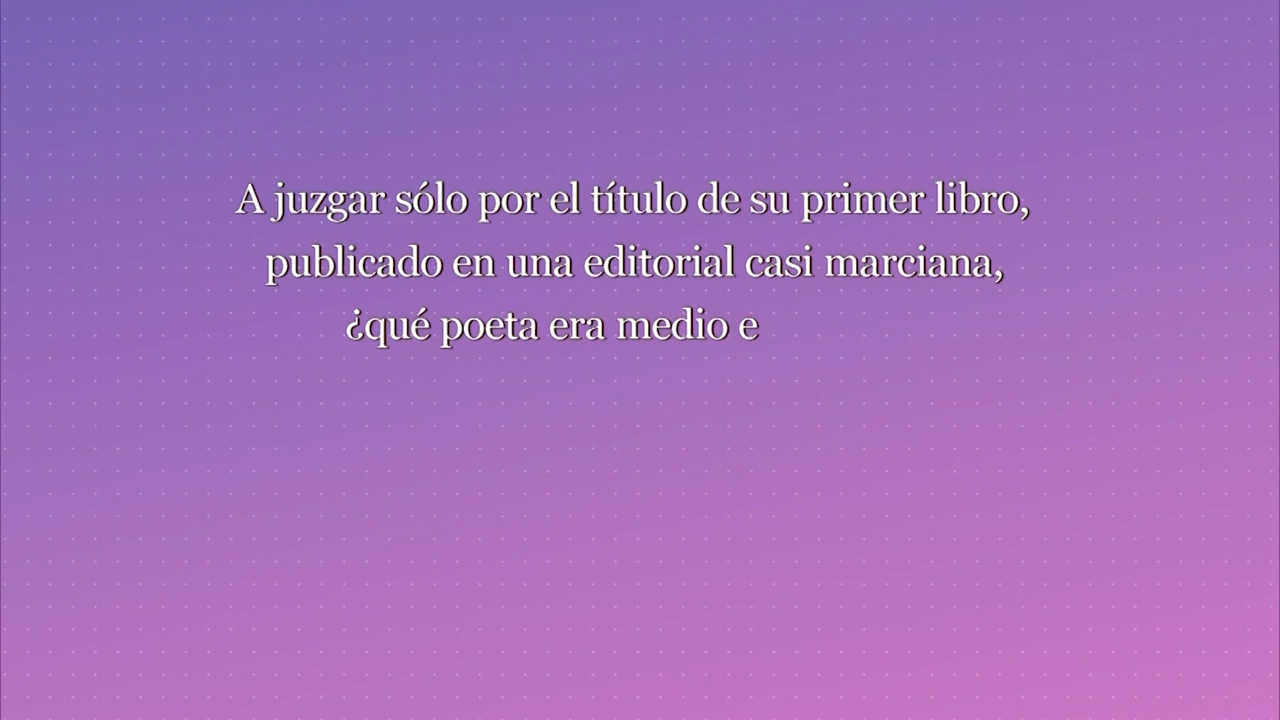 A juzgar sólo por el título de su primer libro,
publicado en una editorial casi marciana,
¿qué poeta era medio e